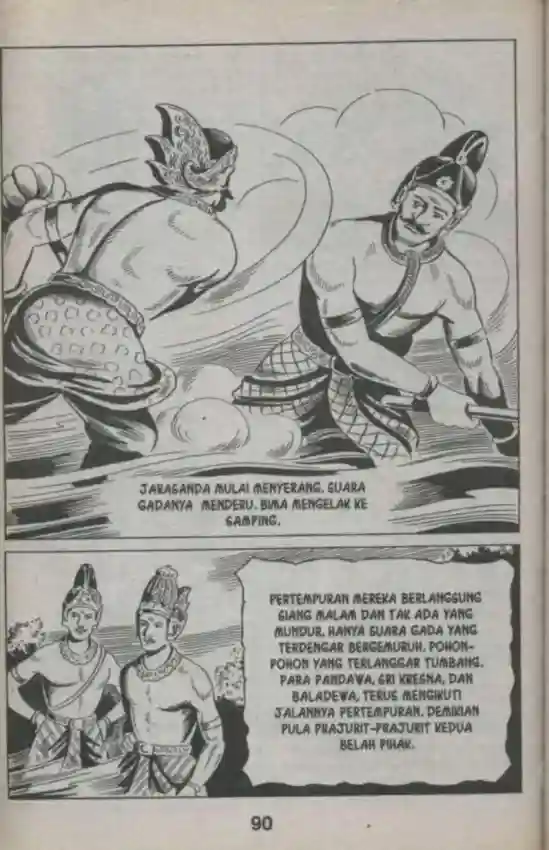 JARASANDA MULAI MENYERANG. SUARA
GADANYA MENDERU. BIMA MENGELAK KE
SAMPING.
PERTEMPURAN MEREKA BERLANGSUNG
SIANG MALAM DAN TAK ADA YANG
MUNDUR. HANYA SUARA GADA YANG
TERDENGAR BERGEMURUH. POHON-
POHON YANG TERLANGGAR TUMBANG.
PARA PANDAWA, SRI KRESNA, DAN
BALADEWA, TERUS MENGIKUTI
JALANNYA PERTEMPURAN. DEMIKIAN
PULA PRAJURIT-PRAJURIT KEDUA
BELAH PIHAK.
90